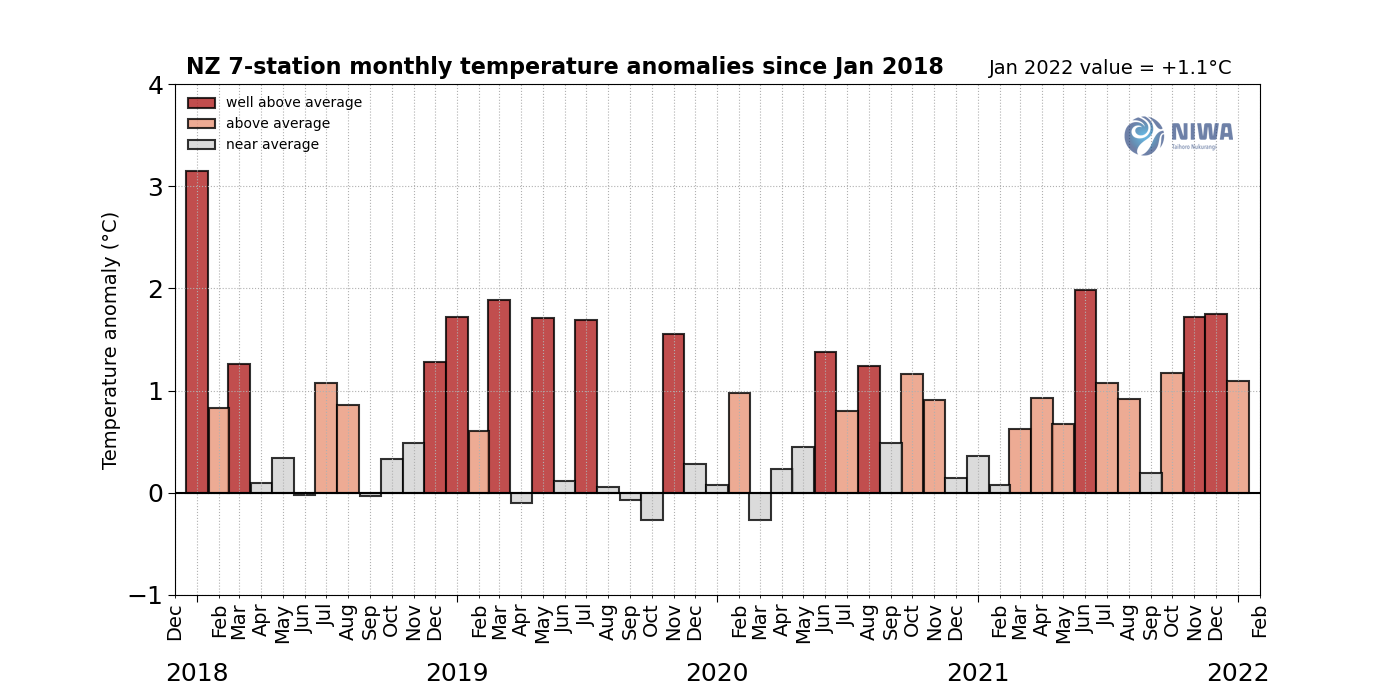 NZ 7-station monthly temperature anomalies since Jan 2018
Jan 2022 value = +1.1°C
well above average
above average
near average
NIWA
Taihoro Nukurangi
Temperature anomaly (°C)
4
3
2
1
0
−1
Dec Feb Mar Apr May Jun Jul Aug Sep Oct Nov Dec Feb Mar Apr May Jun Jul Aug Sep Oct Nov Dec Feb Mar Apr May Jun Jul Aug Sep Oct Nov Dec Feb Mar Apr May Jun Jul Aug Sep Oct Nov Dec Feb
2018 2019 2020 2021 2022